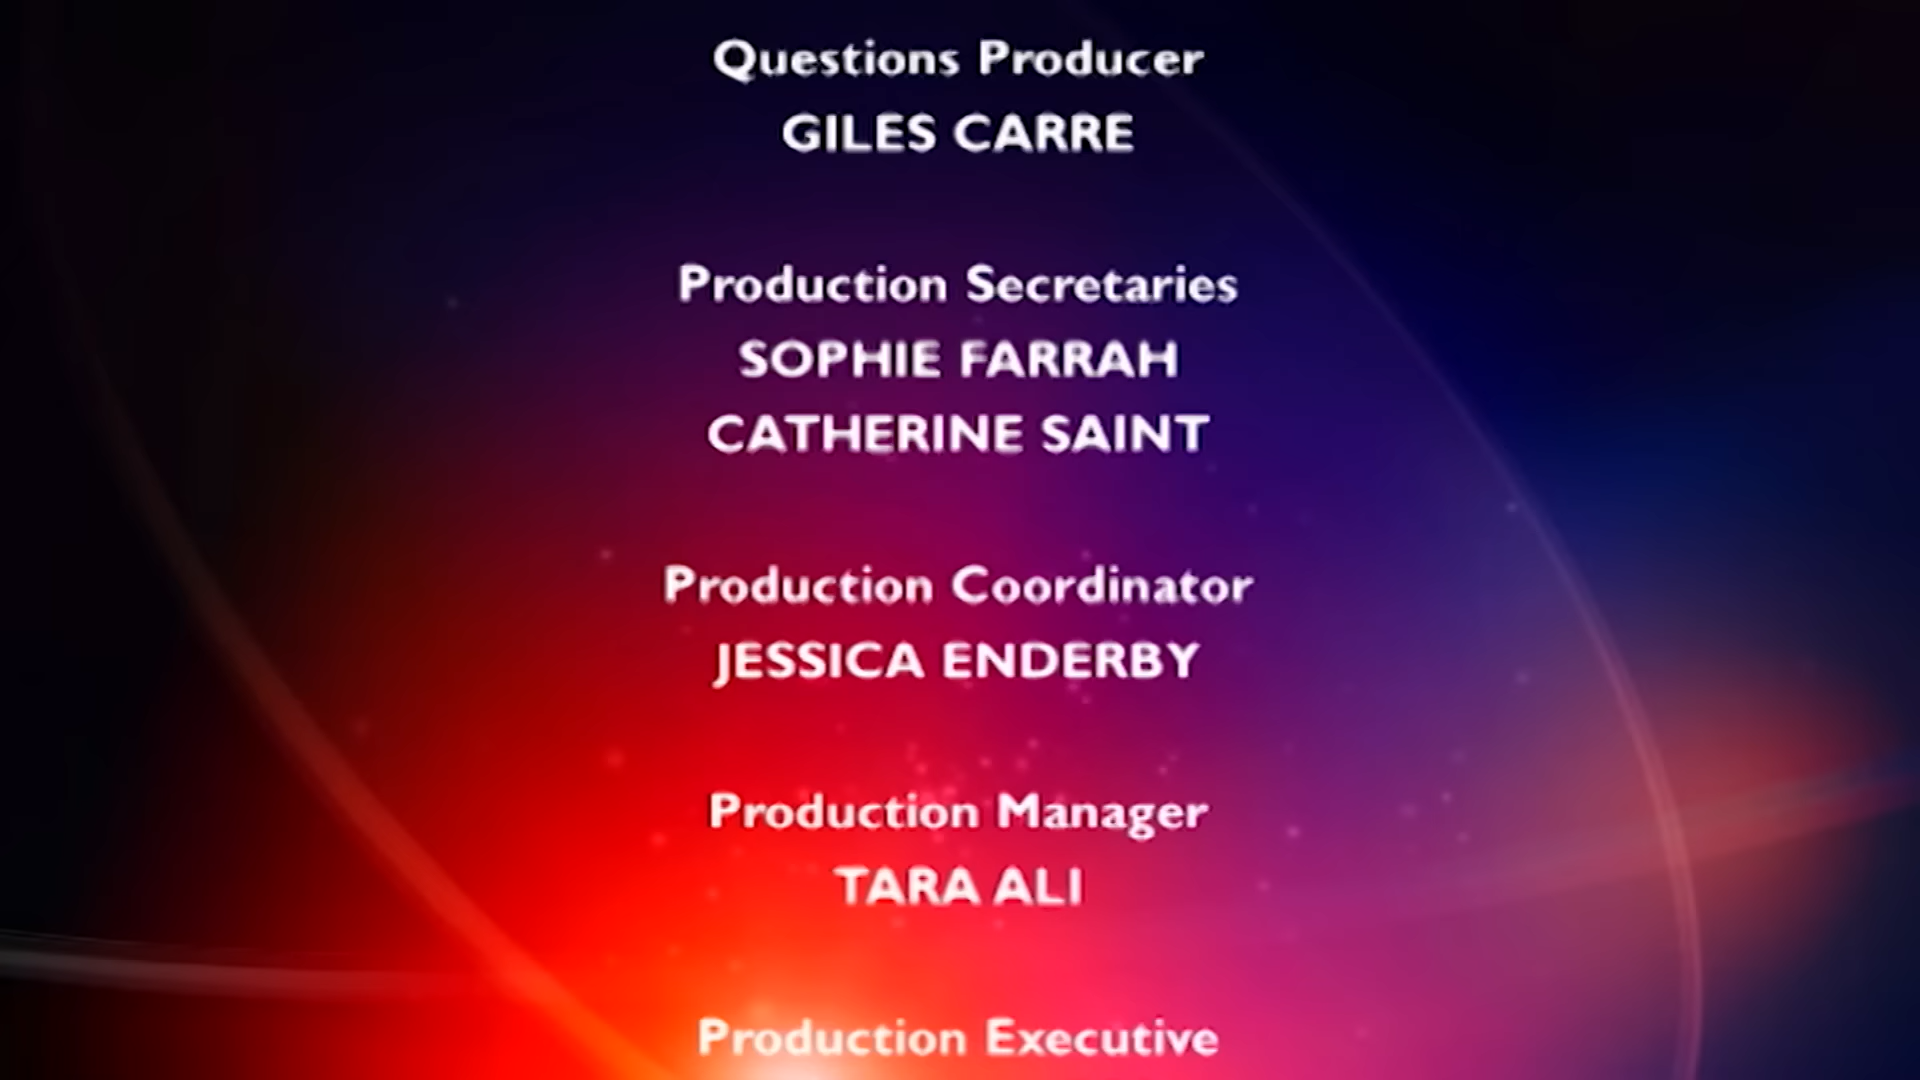 Questions Producer
GILES CARRE
Production Secretaries
SOPHIE FARRAH
CATHERINE SAINT
Production Coordinator
JESSICA ENDERBY
Production Manager
TARA ALI
Production Executive